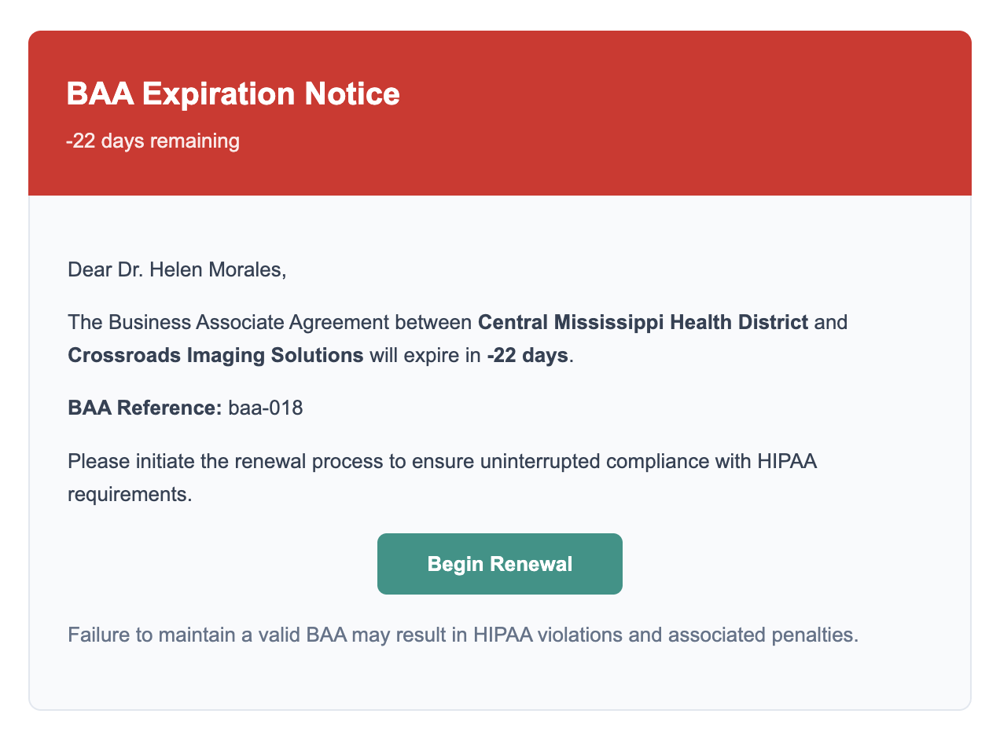 BAA Expiration Notice
-22 days remaining
Dear Dr. Helen Morales,
The Business Associate Agreement between Central Mississippi Health District and
Crossroads Imaging Solutions will expire in -22 days.
BAA Reference: baa-018
Please initiate the renewal process to ensure uninterrupted compliance with HIPAA
requirements.
Begin Renewal
Failure to maintain a valid BAA may result in HIPAA violations and associated penalties.